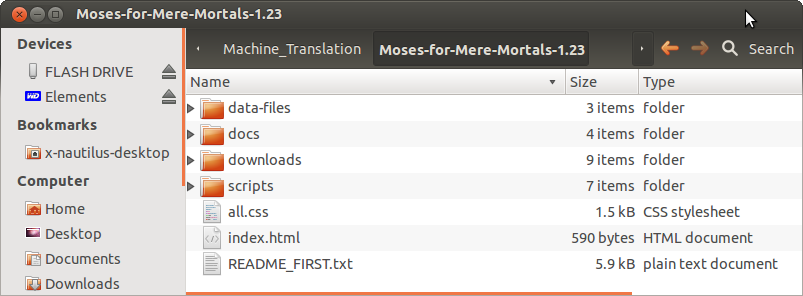 Moses-for-Mere-Mortals-1.23
Devices
FLASH DRIVE
WD Elements
Bookmarks
x-nautilus-desktop
Computer
Home
Desktop
Documents
Downloads
Machine_Translation Moses-for-Mere-Mortals-1.23 Search
Name Size Type
data-files 3 items folder
docs 4 items folder
downloads 9 items folder
scripts 7 items folder
all.css 1.5 kB CSS stylesheet
index.html 590 bytes HTML document
README_FIRST.txt 5.9 kB plain text document